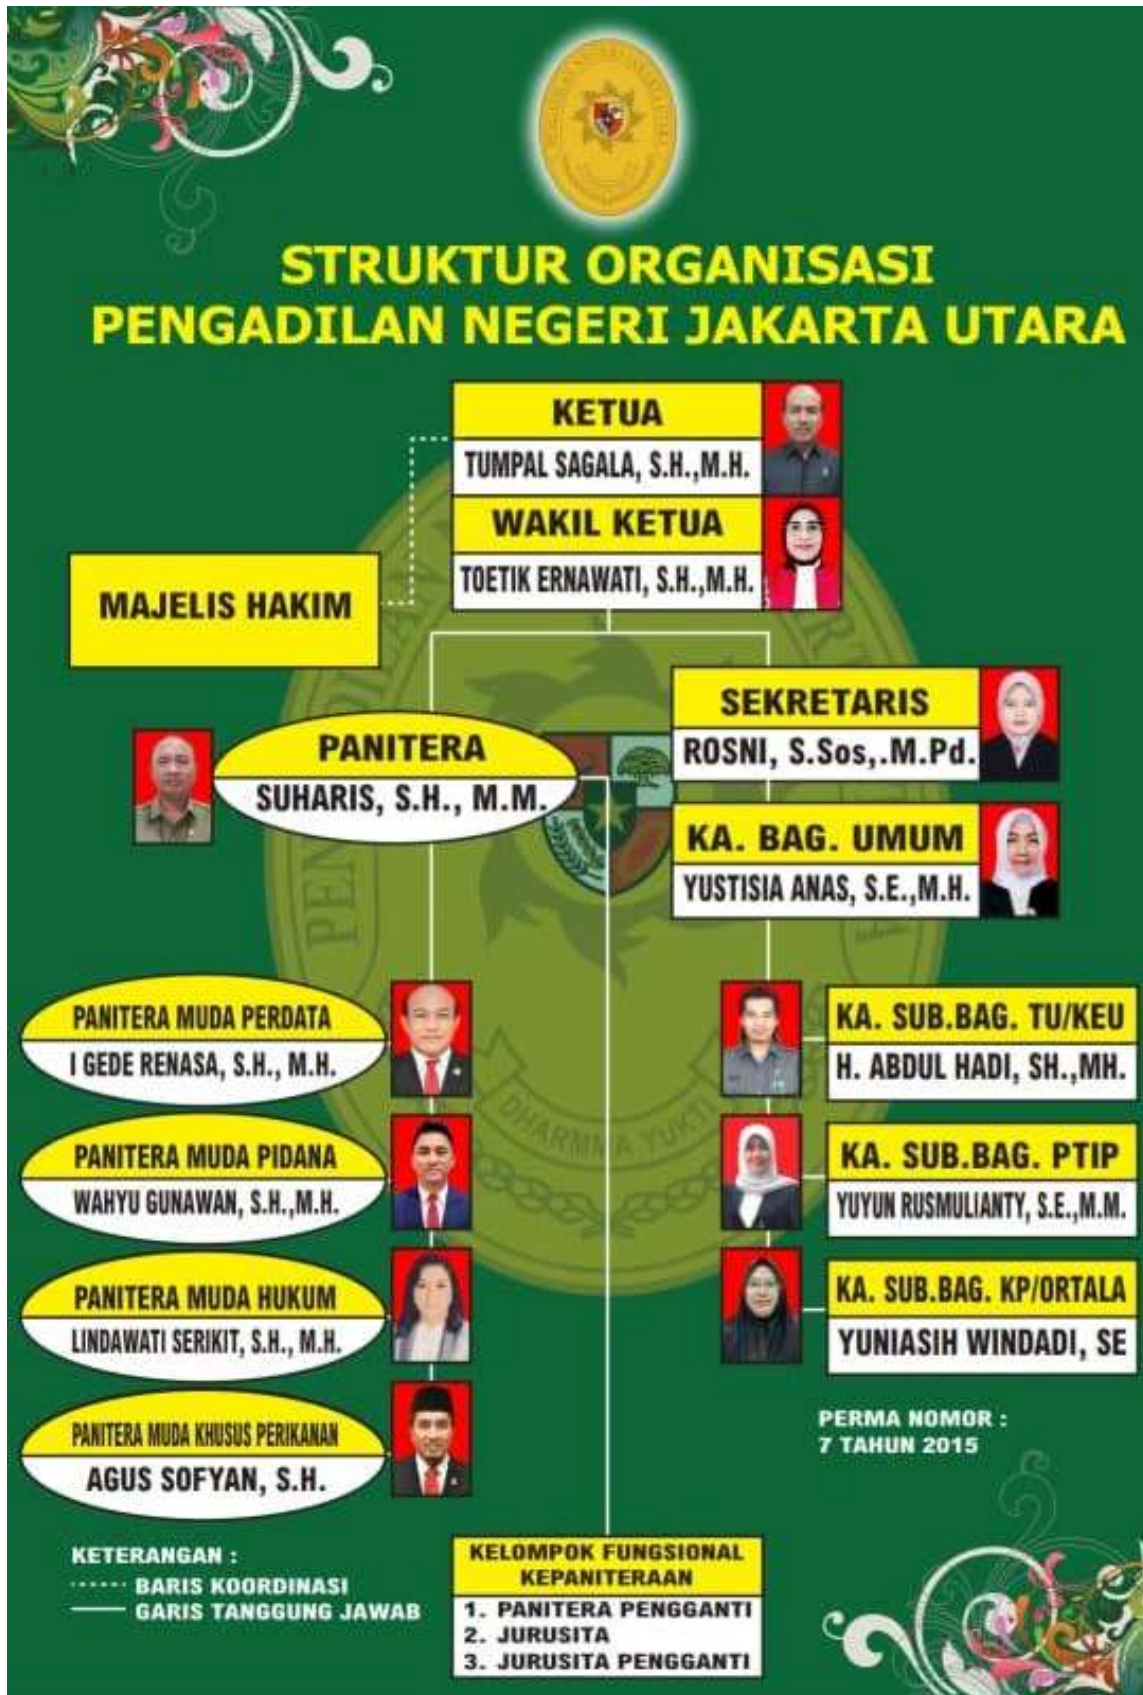 STRUKTUR ORGANISASI
PENGADILAN NEGERI JAKARTA UTARA
KETUA
TUMPAL SAGALA, S.H.,M.H.
WAKIL KETUA
TOETIK ERNAWATI, S.H.,M.H.
MAJELIS HAKIM
SEKRETARIS
ROSNI, S.Sos,.M.Pd.
PANITERA
SUHARIS, S.H., M.M.
KA. BAG. UMUM
YUSTISIA ANAS, S.E.,M.H.
PANITERA MUDA PERDATA
I GEDE RENASA, S.H., M.H.
PANITERA MUDA PIDANA
WAHYU GUNAWAN, S.H.,M.H.
PANITERA MUDA HUKUM
LINDAWATI SERIKIT, S.H., M.H.
PANITERA MUDA KHUSUS PERIKANAN
AGUS SOFYAN, S.H.
KA. SUB.BAG. TU/KEU
H. ABDUL HADI, SH.,MH.
KA. SUB.BAG. PTIP
YUYUN RUSMULIANTY, S.E.,M.M.
KA. SUB.BAG. KP/ORTALA
YUNIASIH WINDADI, SE
DHARMMA YUKTI
PERMA NOMOR :
7 TAHUN 2015
KETERANGAN :
BARIS KOORDINASI
GARIS TANGGUNG JAWAB
KELOMPOK FUNGSIONAL
KEPANITERAAN
1. PANITERA PENGGANTI
2. JURUSITA
3. JURUSITA PENGGANTI